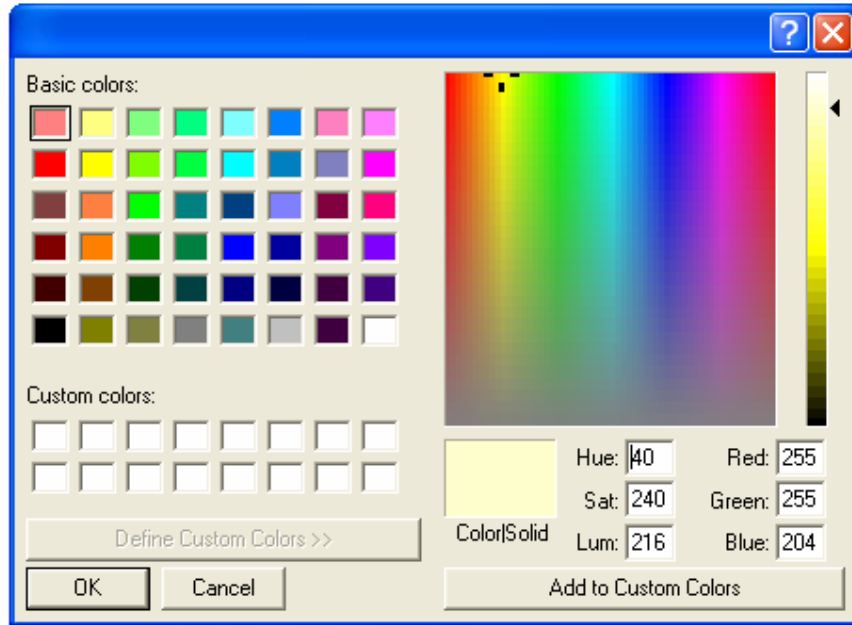 ?
Basic colors:
Custom colors:
Define Custom Colors >>
OK
Cancel
Color|Solid
Hue: 40
Sat: 240
Lum: 216
Red: 255
Green: 255
Blue: 204
Add to Custom Colors